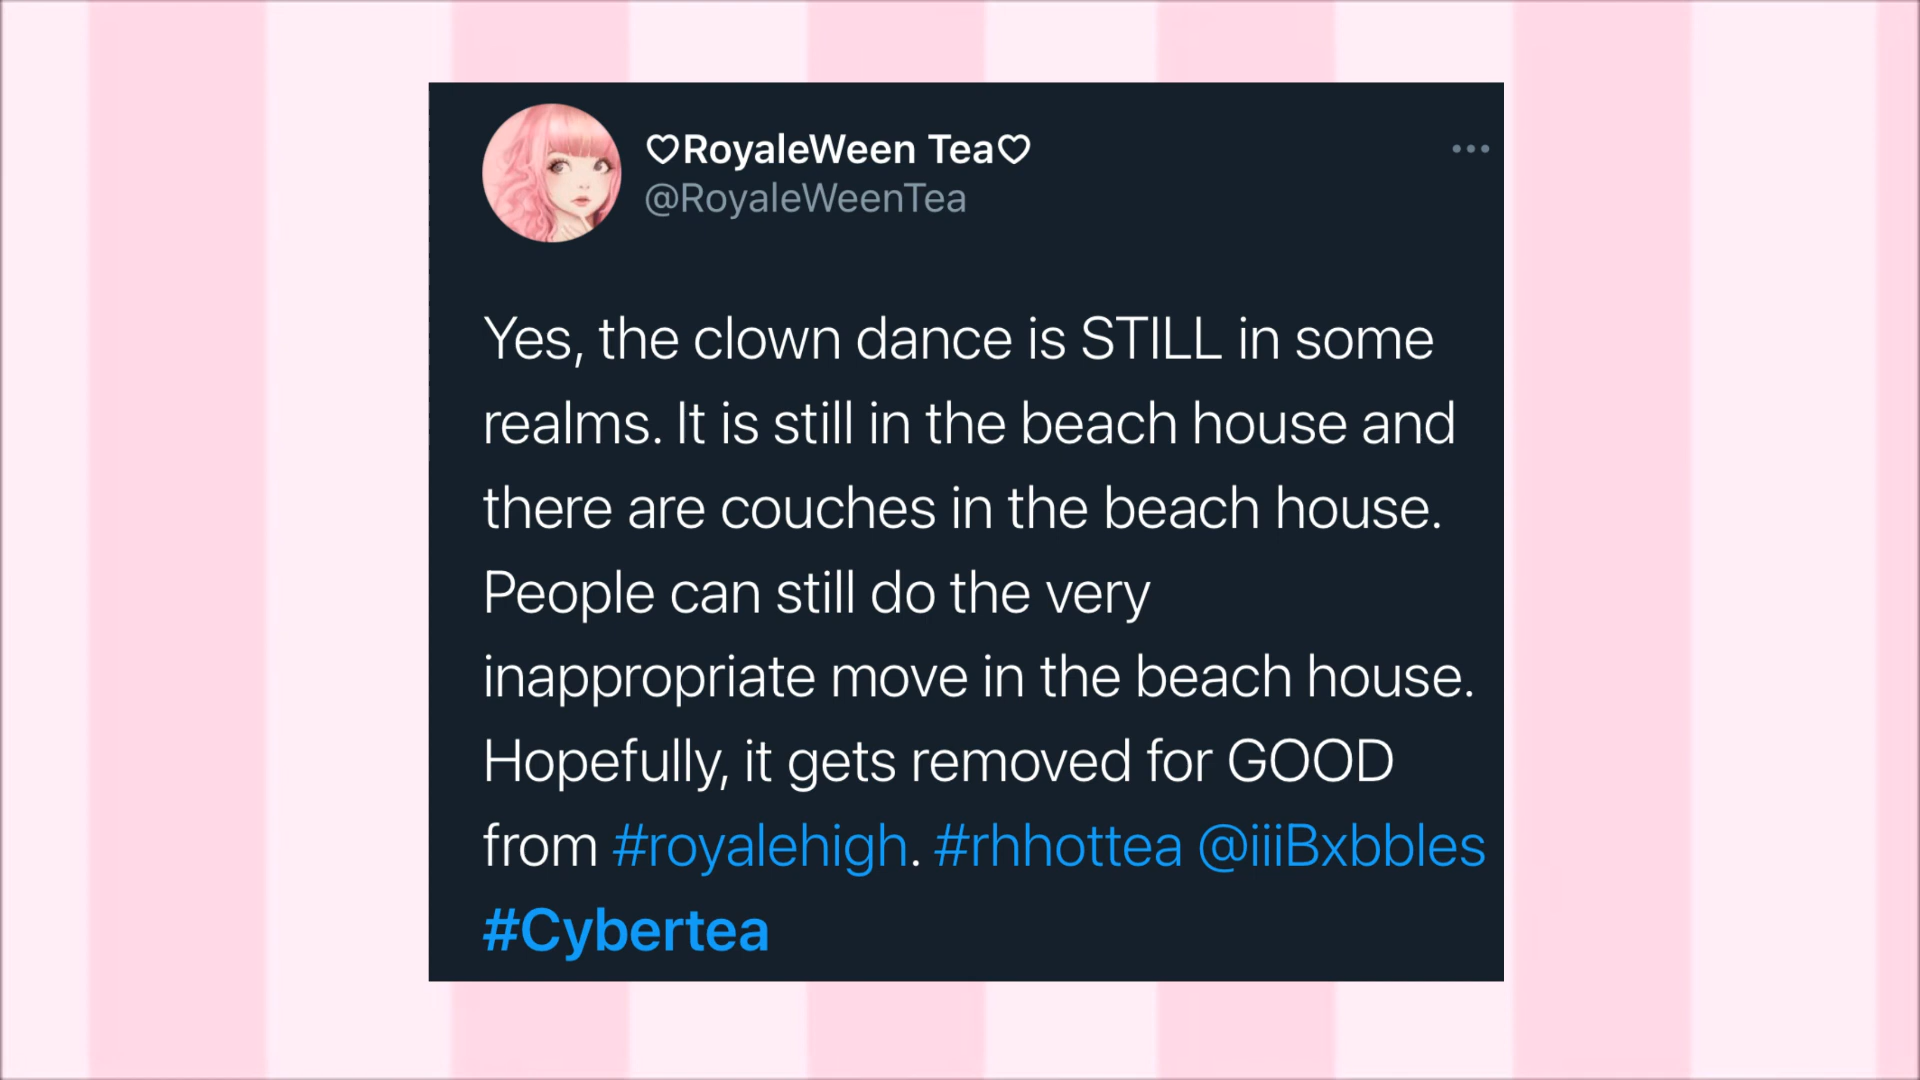 ♡RoyaleWeen Tea♡
@RoyaleWeenTea
Yes, the clown dance is STILL in some
realms. It is still in the beach house and
there are couches in the beach house.
People can still do the very
inappropriate move in the beach house.
Hopefully, it gets removed for GOOD
from #royalehigh. #rhhottea @iiiBxbbles
#Cybertea